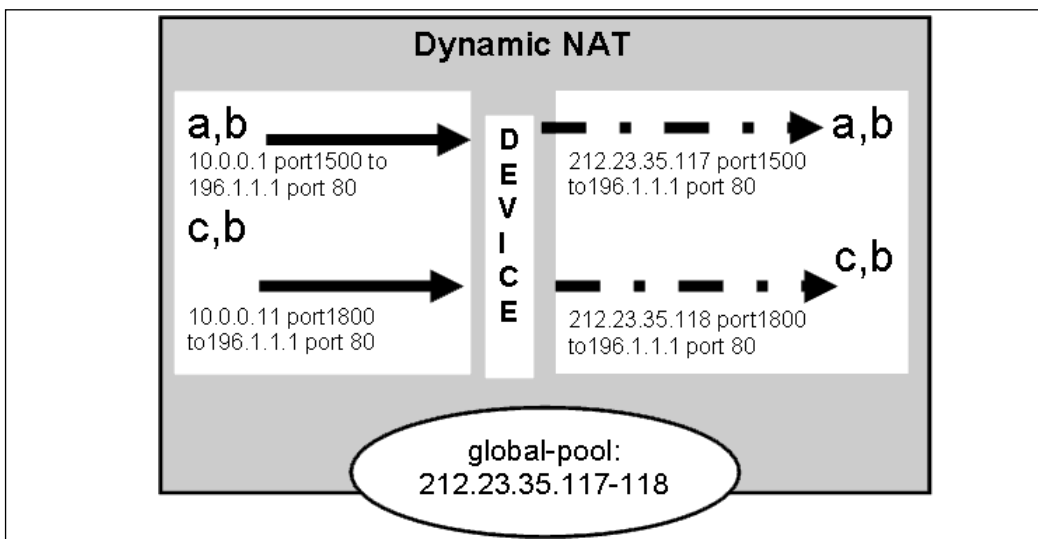 Dynamic NAT
a,b
10.0.0.1 port1500 to
196.1.1.1 port 80
c,b
10.0.0.11 port1800
to196.1.1.1 port 80
D
E
V
I
C
E
a,b
212.23.35.117 port1500
to196.1.1.1 port 80
c,b
212.23.35.118 port1800
to196.1.1.1 port 80
global-pool:
212.23.35.117-118